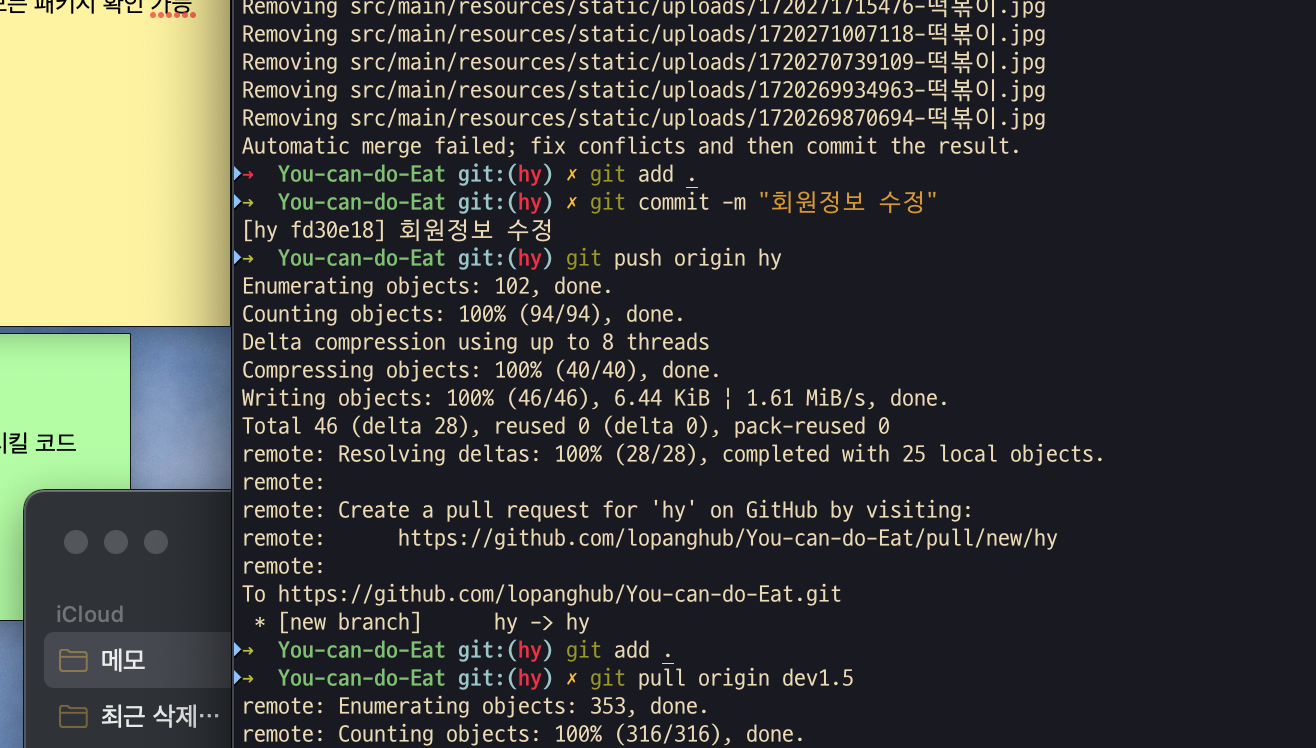 모든 패키지 확인 가능
시킬 코드
iCloud
메모
최근 삭제…
Removing src/main/resources/static/uploads/1720271715476-떡볶이.jpg
Removing src/main/resources/static/uploads/1720271007118-떡볶이.jpg
Removing src/main/resources/static/uploads/1720270739109-떡볶이.jpg
Removing src/main/resources/static/uploads/1720269934963-떡볶이.jpg
Removing src/main/resources/static/uploads/1720269870694-떡볶이.jpg
Automatic merge failed; fix conflicts and then commit the result.
→ You-can-do-Eat git:(hy) ✗ git add .
→ You-can-do-Eat git:(hy) ✗ git commit -m "회원정보 수정"
[hy fd30e18] 회원정보 수정
→ You-can-do-Eat git:(hy) git push origin hy
Enumerating objects: 102, done.
Counting objects: 100% (94/94), done.
Delta compression using up to 8 threads
Compressing objects: 100% (40/40), done.
Writing objects: 100% (46/46), 6.44 KiB | 1.61 MiB/s, done.
Total 46 (delta 28), reused 0 (delta 0), pack-reused 0
remote: Resolving deltas: 100% (28/28), completed with 25 local objects.
remote:
remote: Create a pull request for 'hy' on GitHub by visiting:
remote:      https://github.com/lopanghub/You-can-do-Eat/pull/new/hy
remote:
To https://github.com/lopanghub/You-can-do-Eat.git
 * [new branch]      hy -> hy
→ You-can-do-Eat git:(hy) git add .
→ You-can-do-Eat git:(hy) ✗ git pull origin dev1.5
remote: Enumerating objects: 353, done.
remote: Counting objects: 100% (316/316), done.